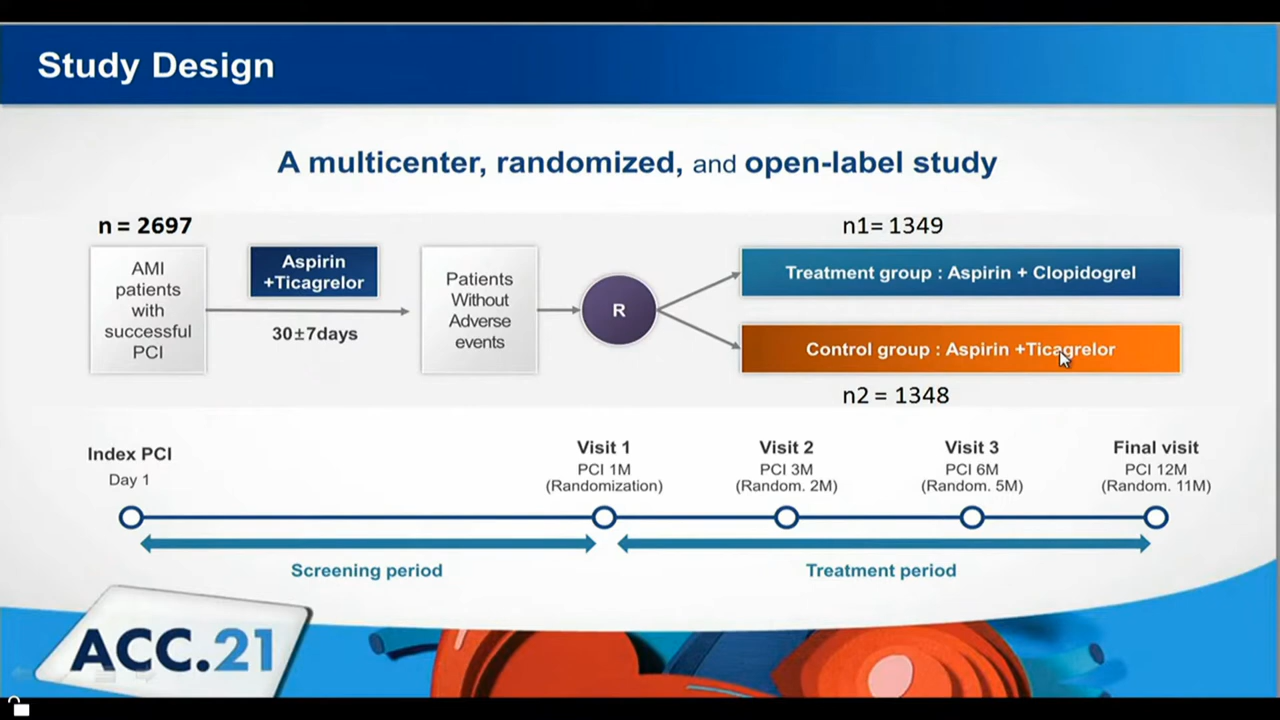 Study Design
A multicenter, randomized, and open-label study
n = 2697
AMI
patients
with
successful
PCI
Aspirin
+Ticagrelor
30±7days
Patients
Without
Adverse
events
R
n1= 1349
Treatment group : Aspirin + Clopidogrel
Control group : Aspirin +Ticagrelor
n2 = 1348
Index PCI
Day 1
Visit 1
PCI 1M
(Randomization)
Visit 2
PCI 3M
(Random. 2M)
Visit 3
PCI 6M
(Random. 5M)
Final visit
PCI 12M
(Random. 11M)
Screening period
Treatment period
ACC.21